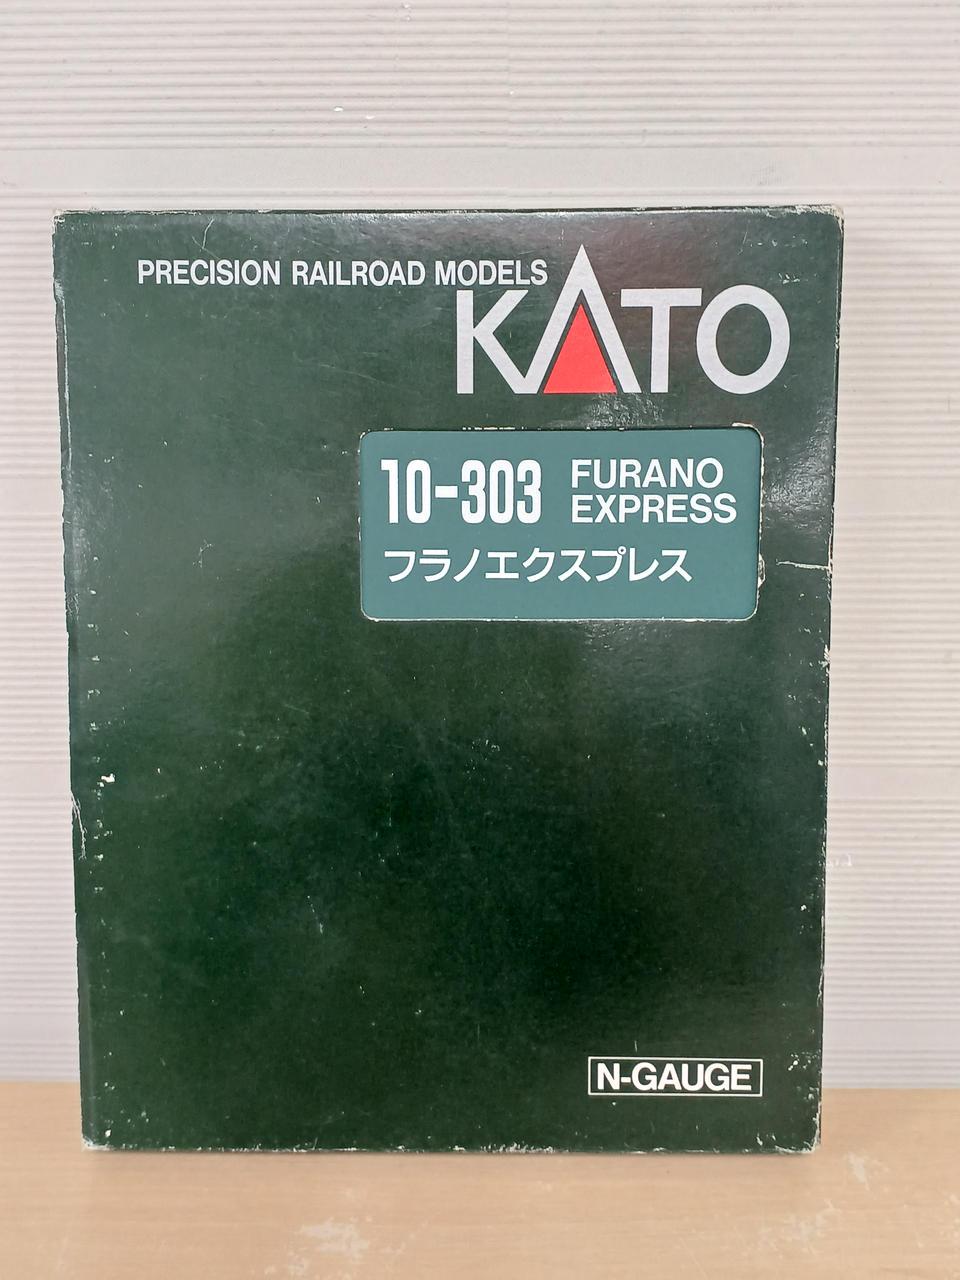 PRECISION RAILROAD MODELS
KATO
10-303
FURANO
EXPRESS
フラノエクスプレス
N-GAUGE